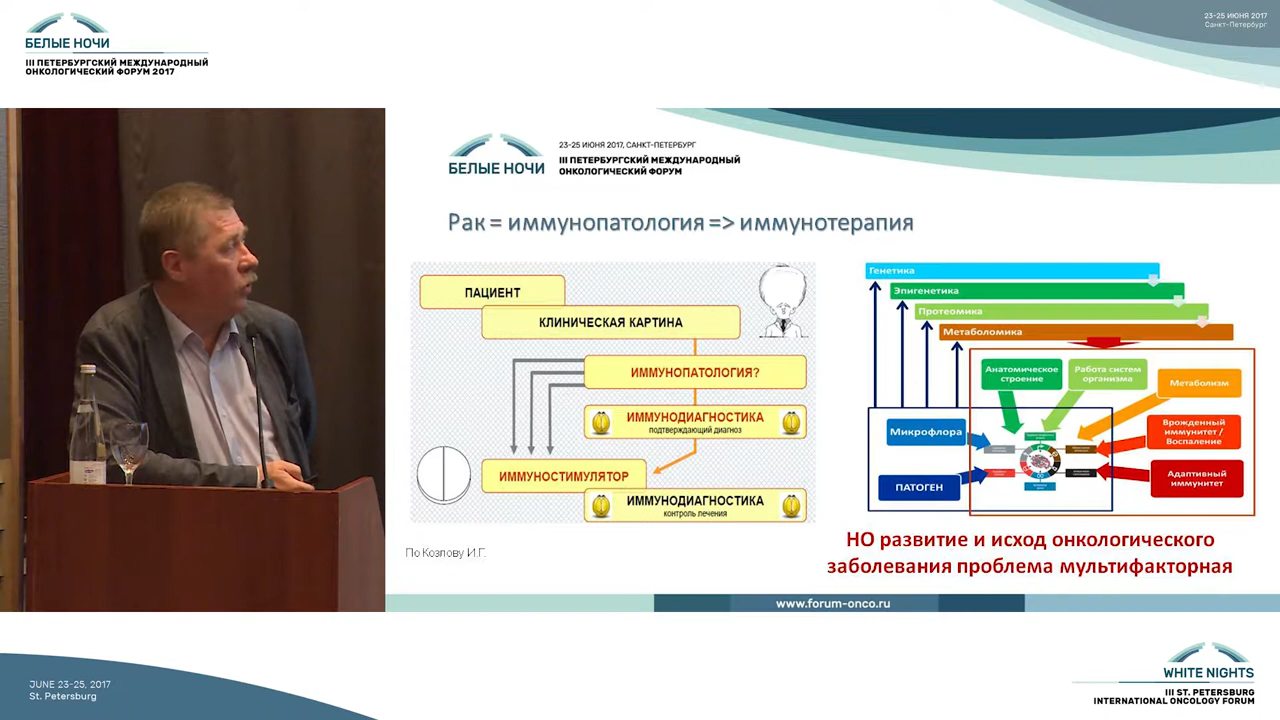 БЕЛЫЕ НОЧИ
III ПЕТЕРБУРГСКИЙ МЕЖДУНАРОДНЫЙ
ОНКОЛОГИЧЕСКИЙ ФОРУМ 2017
23-25 ИЮНЯ 2017
Санкт-Петербург
БЕЛЫЕ НОЧИ
23-25 ИЮНЯ 2017, САНКТ-ПЕТЕРБУРГ
III ПЕТЕРБУРГСКИЙ МЕЖДУНАРОДНЫЙ
ОНКОЛОГИЧЕСКИЙ ФОРУМ
Рак = иммунопатология => иммунотерапия
ПАЦИЕНТ
КЛИНИЧЕСКАЯ КАРТИНА
ИММУНОПАТОЛОГИЯ?
ИММУНОДИАГНОСТИКА
подтверждающий диагноз
ИММУНОСТИМУЛЯТОР
ИММУНОДИАГНОСТИКА
контроль лечения
По Козлову И.Г.
Генетика
Эпигенетика
Протеомика
Метаболомика
Анатомическое
строение
Работа систем
организма
Метаболизм
Микрофлора
Врожденный
иммунитет /
Воспаление
ПАТОГЕН
Адаптивный
иммунитет
НО развитие и исход онкологического
заболевания проблема мультифакторная
www.forum-onco.ru
JUNE 23-25, 2017
St. Petersburg
WHITE NIGHTS
III ST. PETERSBURG
INTERNATIONAL ONCOLOGY FORUM